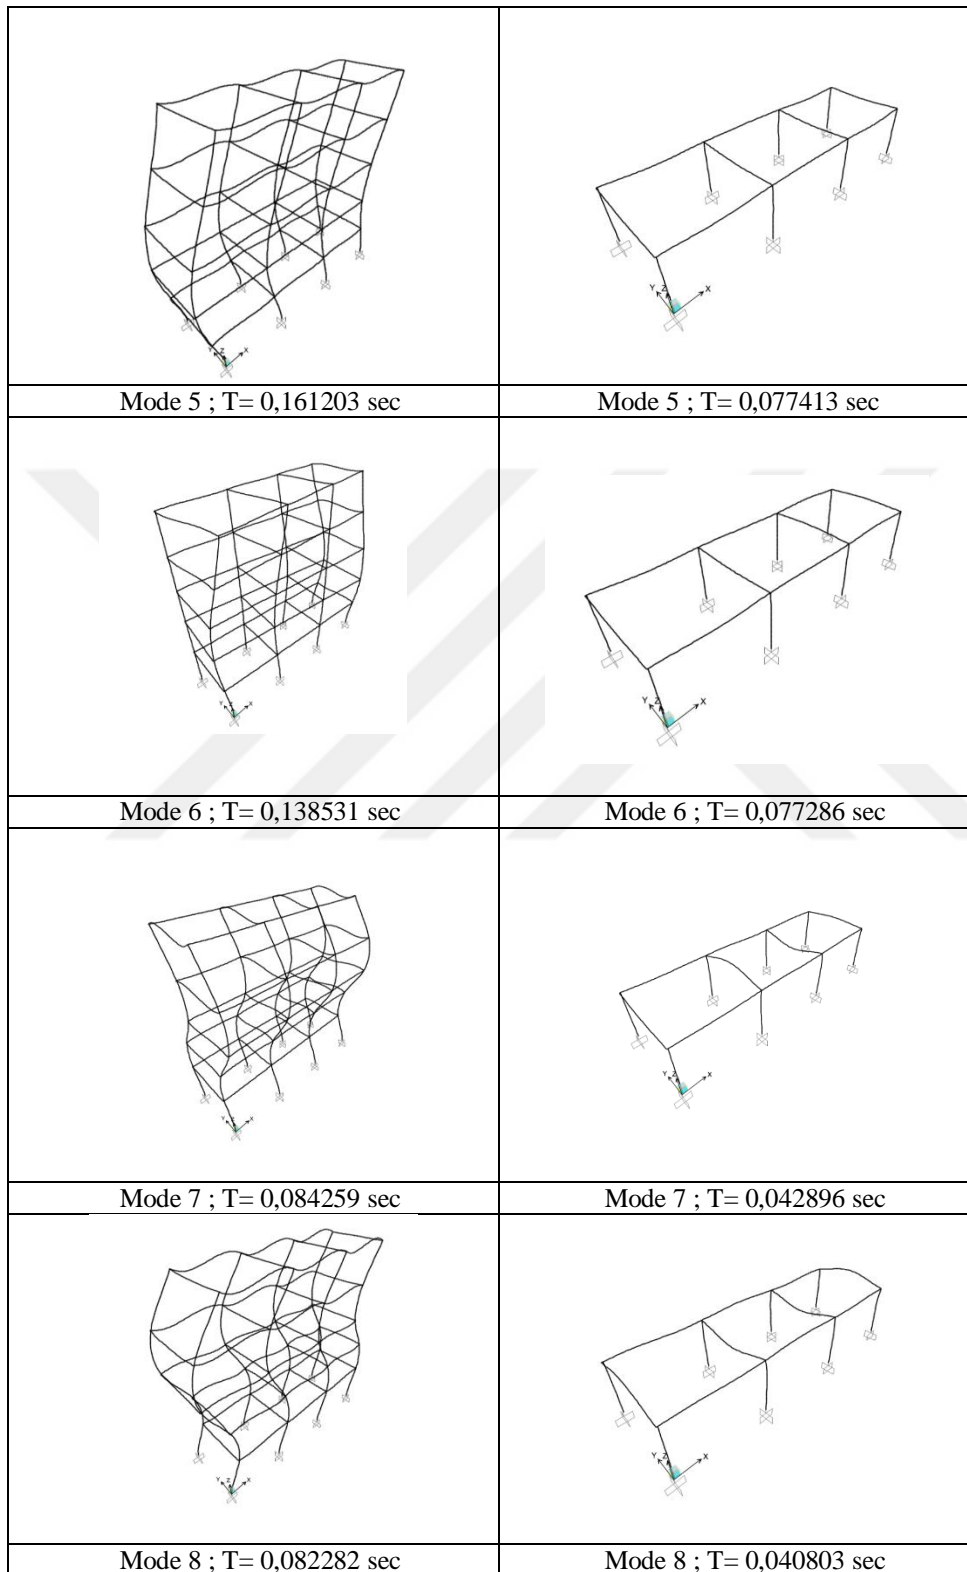 Mode 5 ; T= 0,161203 sec
Mode 5 ; T= 0,077413 sec
Mode 6 ; T= 0,138531 sec
Mode 6 ; T= 0,077286 sec
Mode 7 ; T= 0,084259 sec
Mode 7 ; T= 0,042896 sec
Mode 8 ; T= 0,082282 sec
Mode 8 ; T= 0,040803 sec